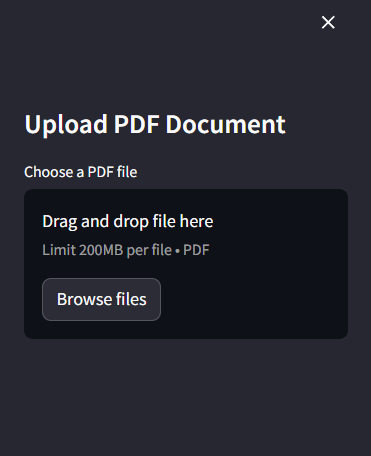 Upload PDF Document
Choose a PDF file
Drag and drop file here
Limit 200MB per file • PDF
Browse files